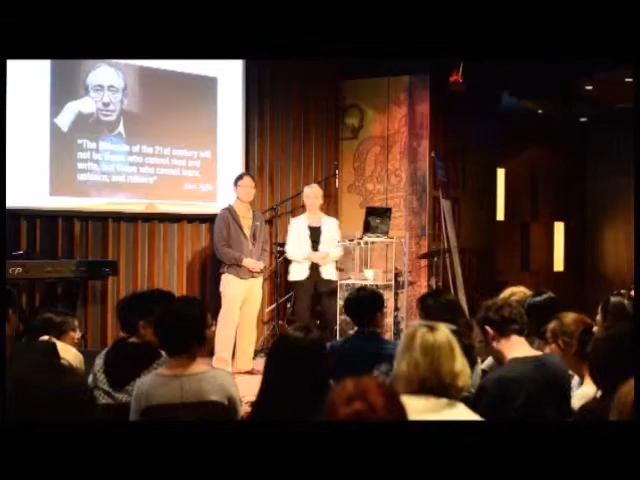 "The illiterate of the 21st century will
not be those who cannot read and
write, but those who cannot learn,
unlearn, and relearn"
CP